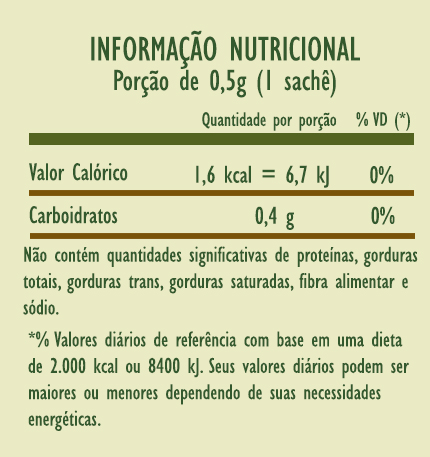 INFORMAÇÃO NUTRICIONAL
Porção de 0,5g (1 sachê)
Quantidade por porção % VD (*)
Valor Calórico 1,6 kcal = 6,7 kJ 0%
Carboidratos 0,4 g 0%
Não contém quantidades significativas de proteínas, gorduras
totais, gorduras trans, gorduras saturadas, fibra alimentar e
sódio.
*% Valores diários de referência com base em uma dieta
de 2.000 kcal ou 8400 kJ. Seus valores diários podem ser
maiores ou menores dependendo de suas necessidades
energéticas.